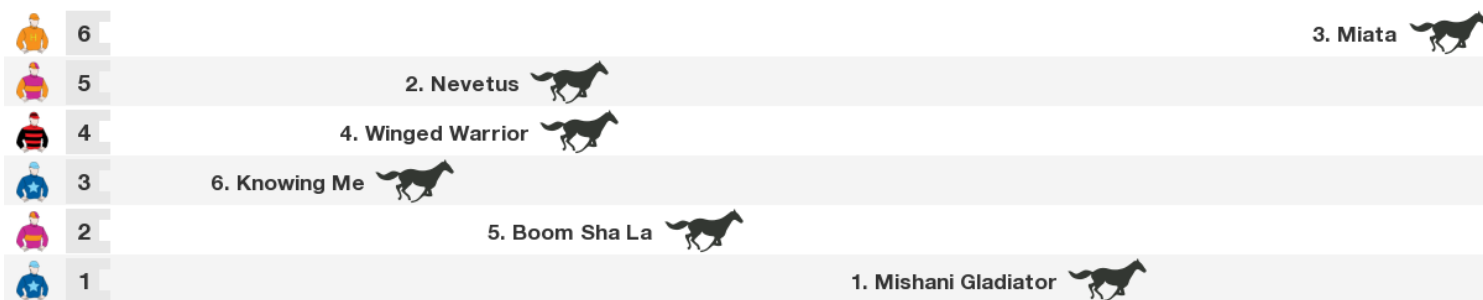 6 3. Miata
5 2. Nevetus
4 4. Winged Warrior
3 6. Knowing Me
2 5. Boom Sha La
1 1. Mishani Gladiator